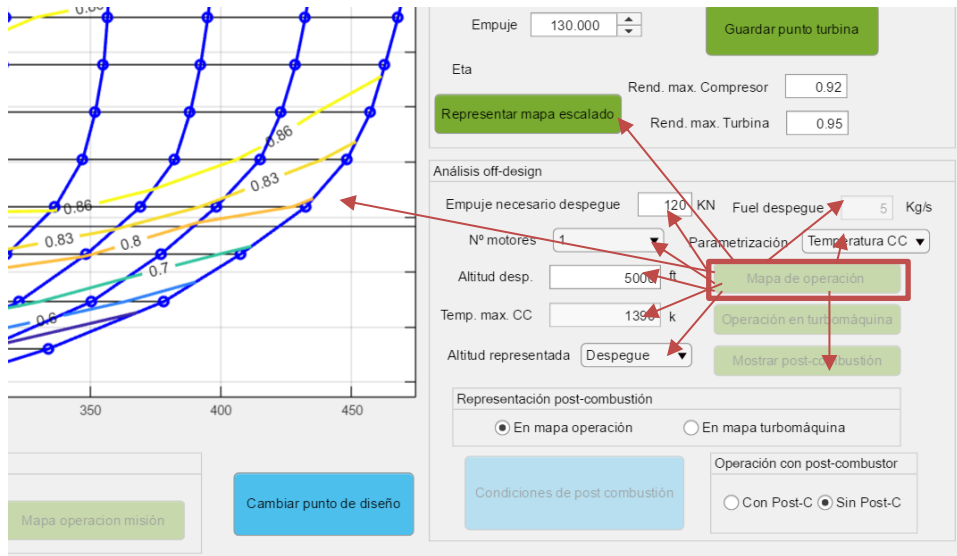 0.83
0.86
0.83
0.86
0.83
0.8
0.7
0.6
350
400
450
Empuje 130.000
Guardar punto turbina
Eta
Rend. max. Compresor 0.92
Representar mapa escalado
Rend. max. Turbina 0.95
Análisis off-design
Empuje necesario despegue 120 KN
Fuel despegue 5 Kg/s
Nº motores 1
Parametrización Temperatura CC
Altitud desp. 5000 ft
Mapa de operación
Temp. max. CC 1390 k
Operación en turbomáquina
Altitud representada Despegue
Mostrar post-combustión
Representación post-combustión
En mapa operación
En mapa turbomáquina
Condiciones de post combustión
Operación con post-combustor
Con Post-C
Sin Post-C
Mapa operacion misión
Cambiar punto de diseño